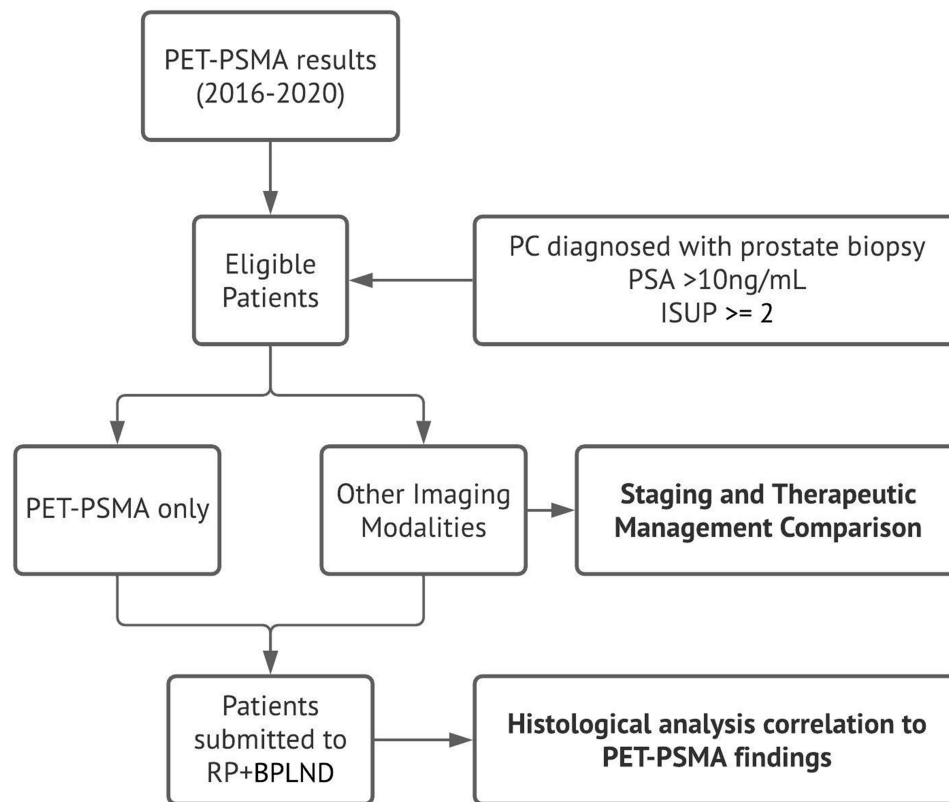 PET-PSMA results
(2016-2020)
Eligible
Patients
PC diagnosed with prostate biopsy
PSA >10ng/mL
ISUP >= 2
PET-PSMA only
Other Imaging
Modalities
Staging and Therapeutic
Management Comparison
Patients
submitted to
RP+BPLND
Histological analysis correlation to
PET-PSMA findings